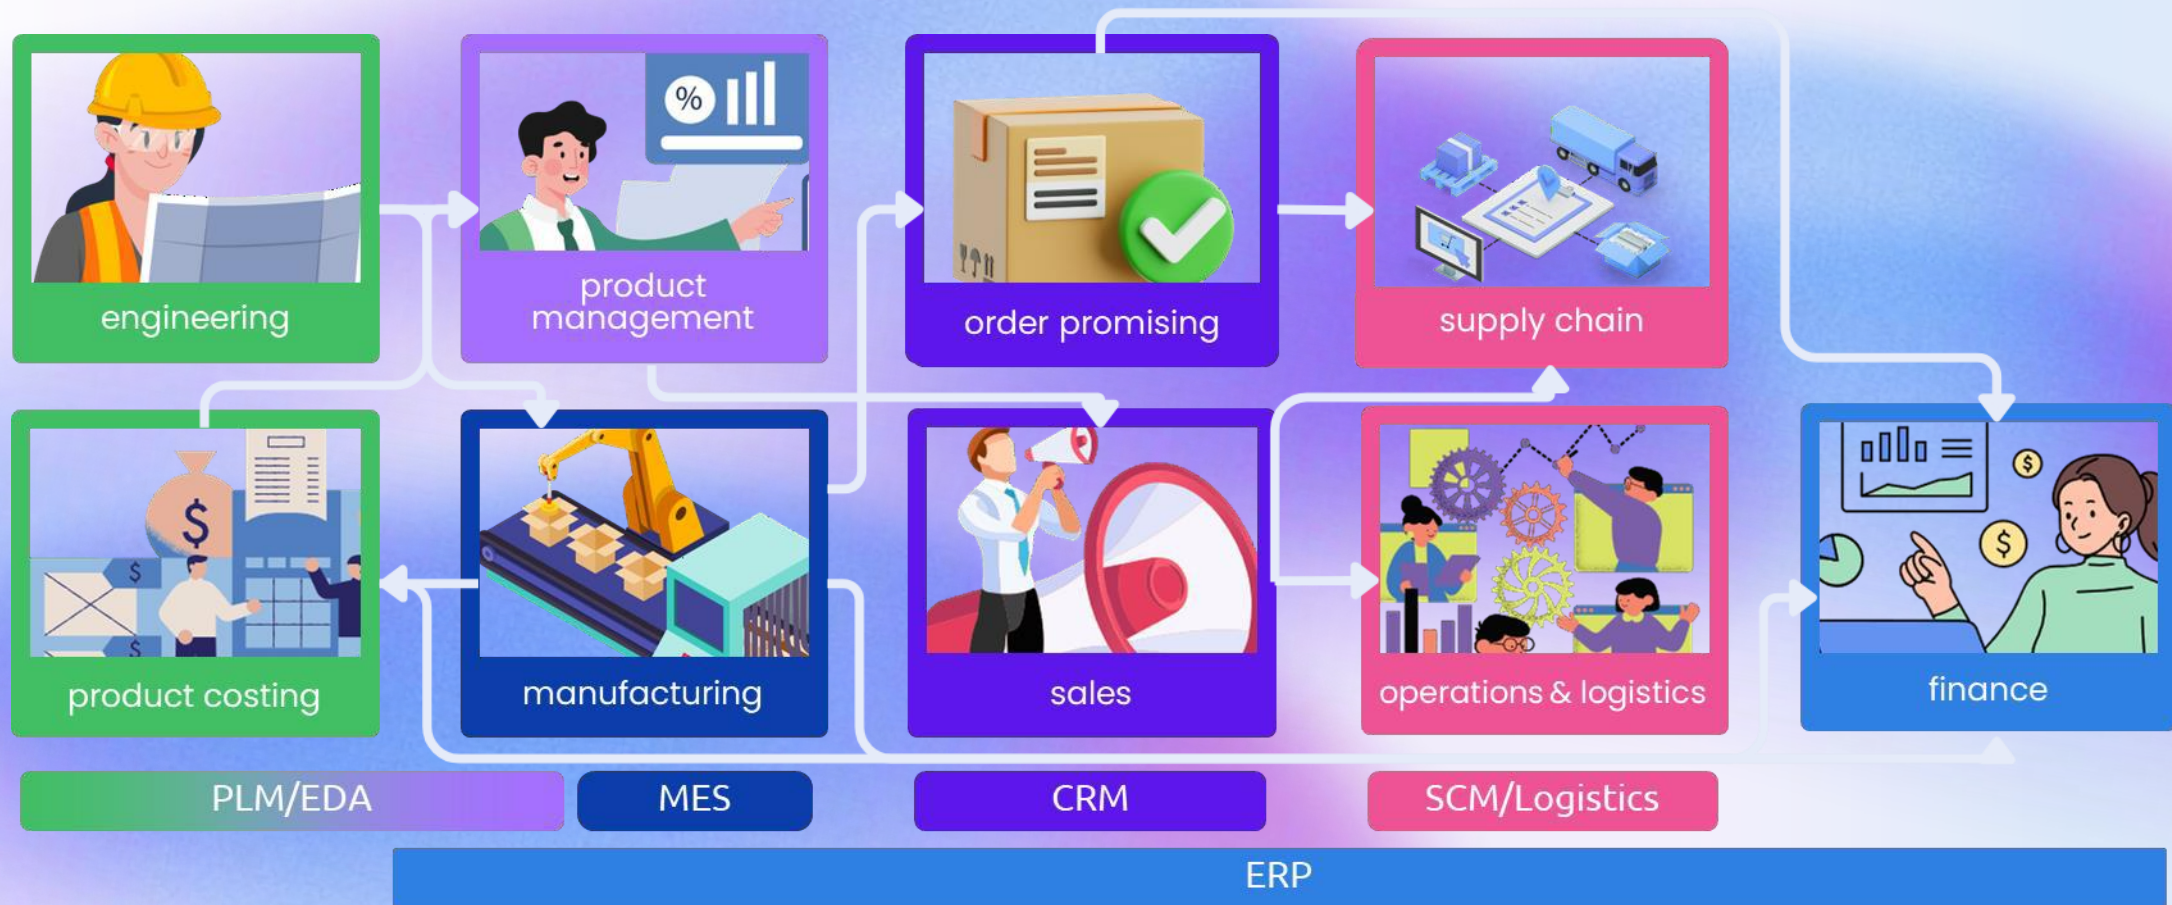 %
engineering
product
management
order promising
supply chain
$
$
$
$
$
product costing
manufacturing
sales
operations & logistics
finance
PLM/EDA
MES
CRM
SCM/Logistics
ERP